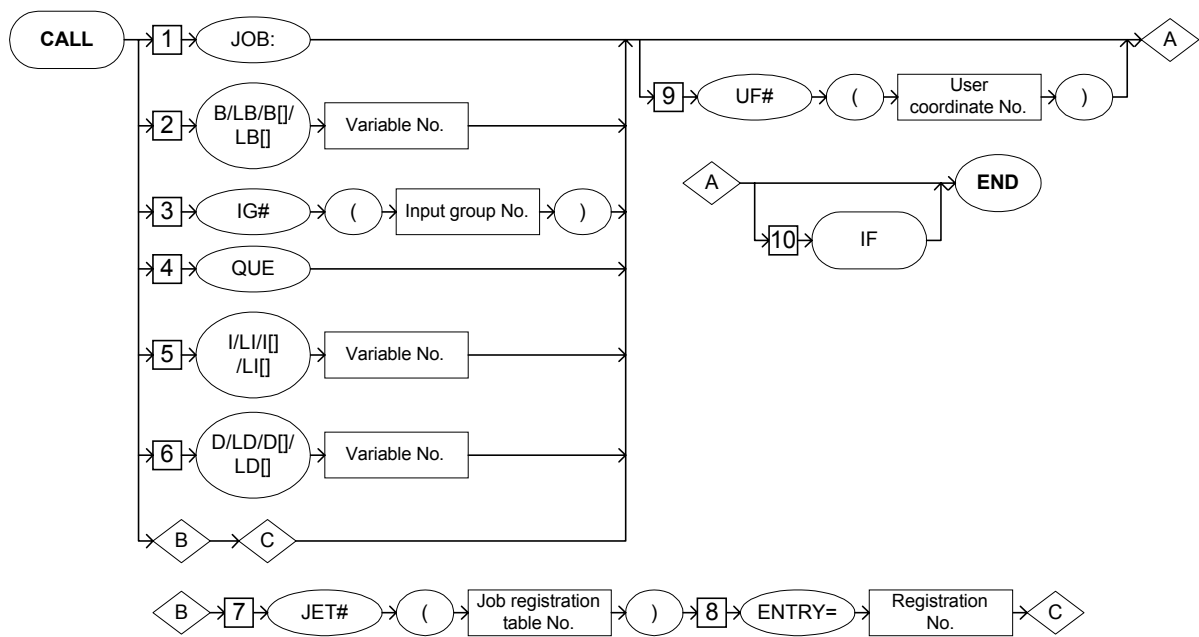 CALL
1
JOB:
2
B/LB/B[]/
LB[]
Variable No.
3
IG#
(
Input group No.
)
4
QUE
5
I/LI/I[]
/LI[]
Variable No.
6
D/LD/D[]/
LD[]
Variable No.
B
C
9
UF#
(
User
coordinate No.
)
A
A
10
IF
END
B
7
JET#
(
Job registration
table No.
)
8
ENTRY=
Registration
No.
C